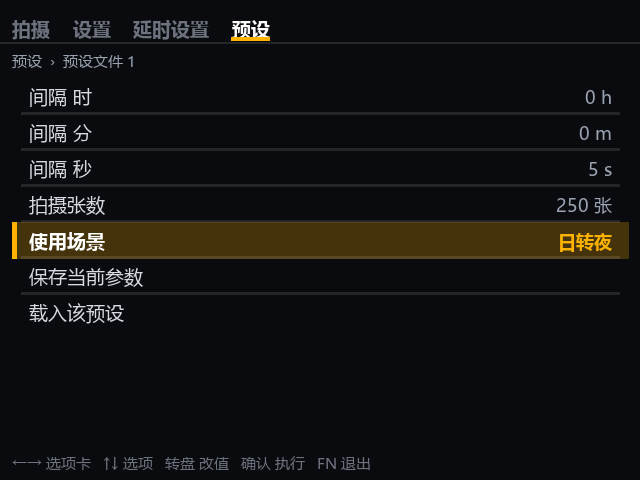 拍摄 设置 延时设置 预设
预设 › 预设文件 1
间隔 时 0 h
间隔 分 0 m
间隔 秒 5 s
拍摄张数 250 张
使用场景 日转夜
保存当前参数
载入该预设
←→ 选项卡 ↑↓ 选项 转盘 改值 确认 执行 FN 退出